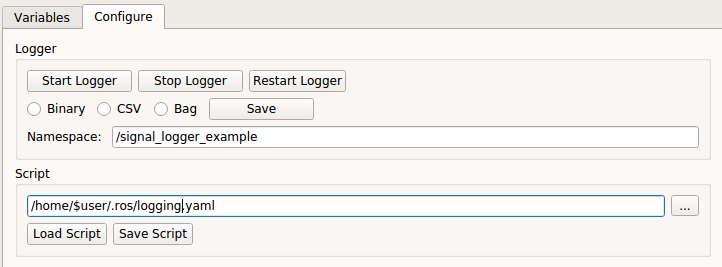 Variables Configure
Logger
Start Logger Stop Logger Restart Logger
Binary CSV Bag Save
Namespace: /signal_logger_example
Script
/home/$user/.ros/logging.yaml ...
Load Script Save Script